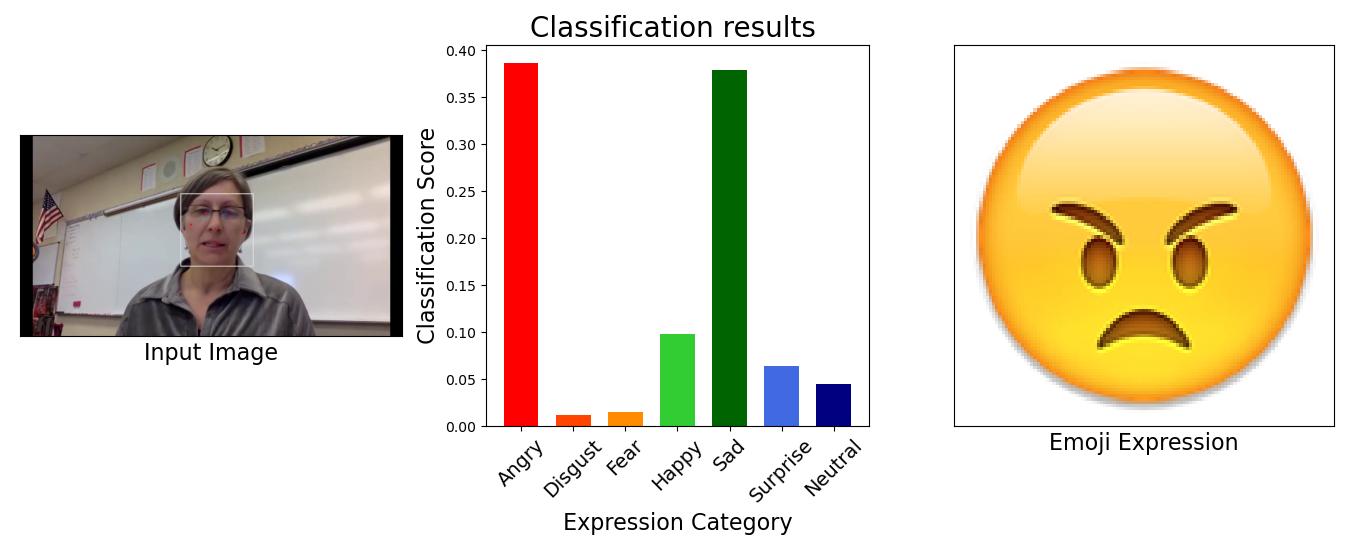 Classification results
0.40
0.35
0.30
0.25
0.20
0.15
0.10
0.05
0.00
Classification Score
Angry
Disgust
Fear
Happy
Sad
Surprise
Neutral
Expression Category
Input Image
Emoji Expression